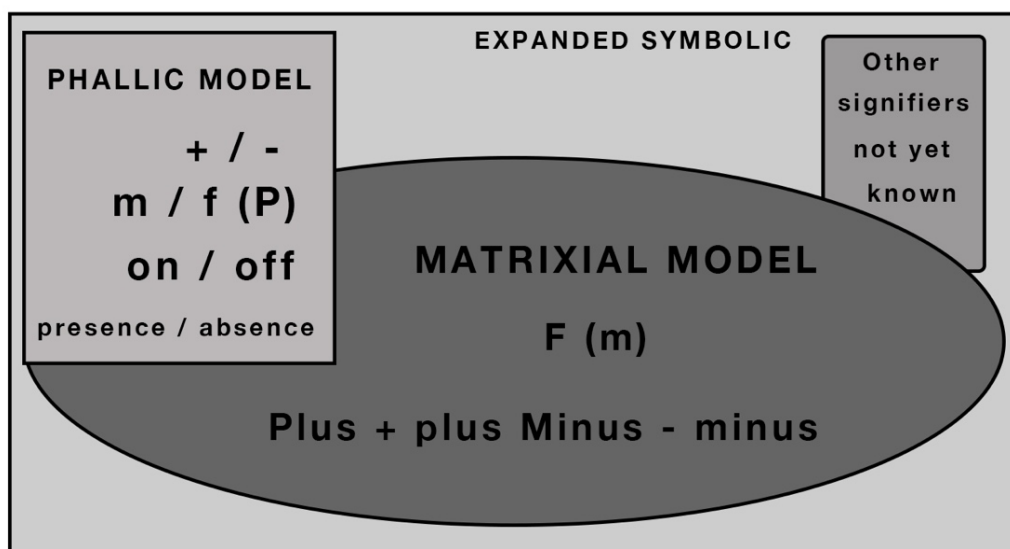 EXPANDED SYMBOLIC
PHALLIC MODEL
+ / -
m / f (P)
on / off
presence / absence
Other
signifiers
not yet
known
MATRIXIAL MODEL
F (m)
Plus + plus Minus - minus